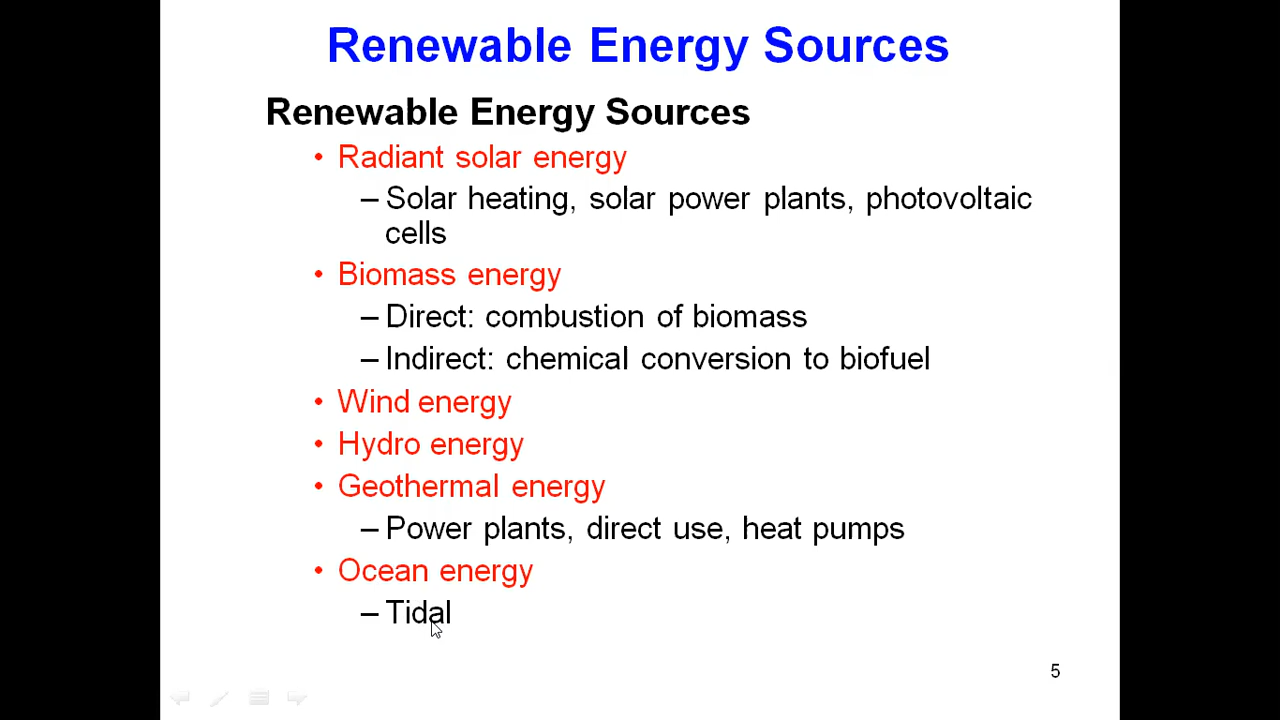 Renewable Energy Sources
Renewable Energy Sources
• Radiant solar energy
– Solar heating, solar power plants, photovoltaic
cells
• Biomass energy
– Direct: combustion of biomass
– Indirect: chemical conversion to biofuel
• Wind energy
• Hydro energy
• Geothermal energy
– Power plants, direct use, heat pumps
• Ocean energy
– Tidal
5